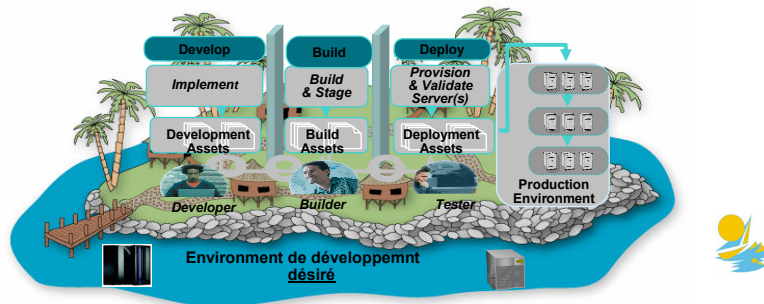 Develop
Build
Deploy
Implement
Build
& Stage
Provision
& Validate
Server(s)
Development
Assets
Build
Assets
Deployment
Assets
Production
Environment
Developer
Builder
Tester
Environment de développemnt
désiré